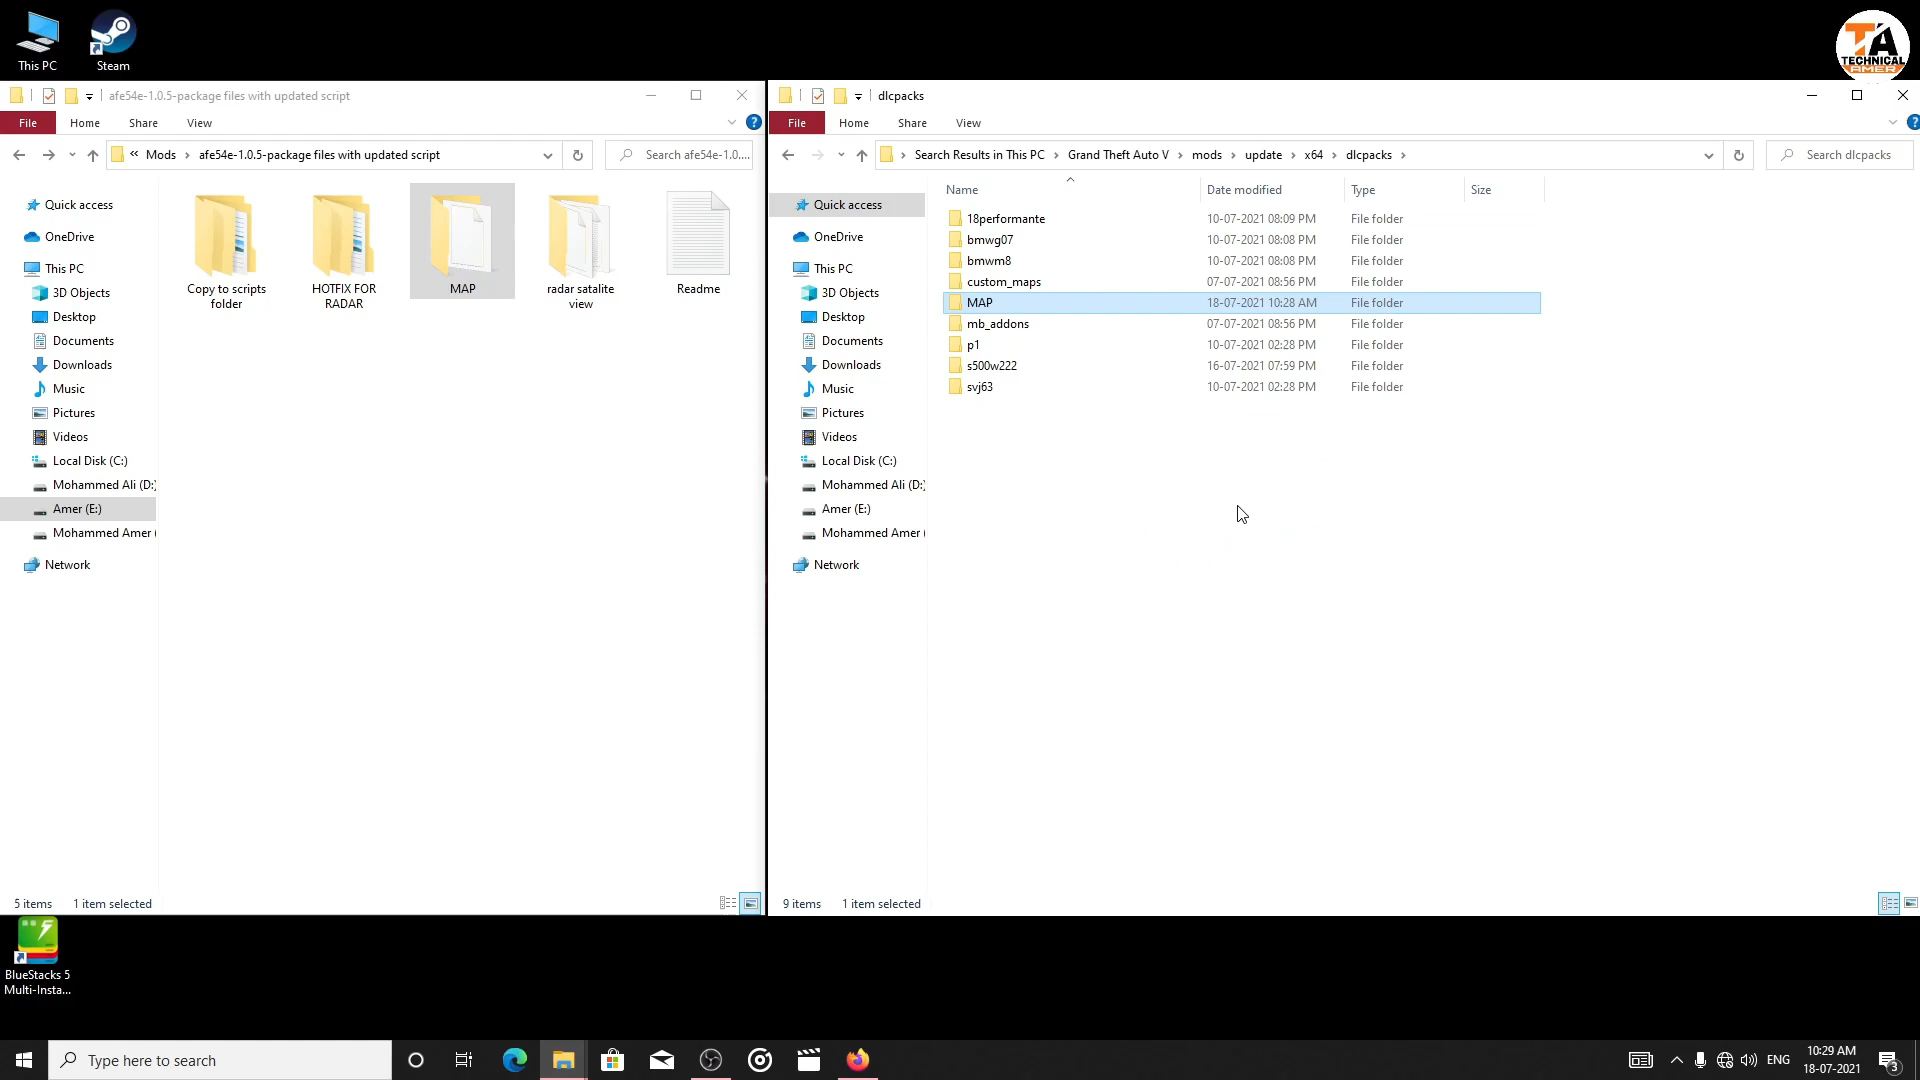 This PC
Steam
TA
TECHNICAL
AMER
afe54e-1.0.5-package files with updated script
File
Home
Share
View
« Mods › afe54e-1.0.5-package files with updated script
Search afe54e-1.0....
Quick access
OneDrive
This PC
3D Objects
Desktop
Documents
Downloads
Music
Pictures
Videos
Local Disk (C:)
Mohammed Ali (D:)
Amer (E:)
Mohammed Amer (
Network
Copy to scripts
folder
HOTFIX FOR
RADAR
MAP
radar satalite
view
Readme
5 items
1 item selected
dlcpacks
File
Home
Share
View
› Search Results in This PC › Grand Theft Auto V › mods › update › x64 › dlcpacks ›
Search dlcpacks
Quick access
OneDrive
This PC
3D Objects
Desktop
Documents
Downloads
Music
Pictures
Videos
Local Disk (C:)
Mohammed Ali (D:)
Amer (E:)
Mohammed Amer (
Network
Name Date modified Type Size
18performante 10-07-2021 08:09 PM File folder
bmwg07 10-07-2021 08:08 PM File folder
bmwm8 10-07-2021 08:08 PM File folder
custom_maps 07-07-2021 08:56 PM File folder
MAP 18-07-2021 10:28 AM File folder
mb_addons 07-07-2021 08:56 PM File folder
p1 10-07-2021 02:28 PM File folder
s500w222 16-07-2021 07:59 PM File folder
svj63 10-07-2021 02:28 PM File folder
9 items
1 item selected
BlueStacks 5
Multi-Insta...
Type here to search
ENG
10:29 AM
18-07-2021
3